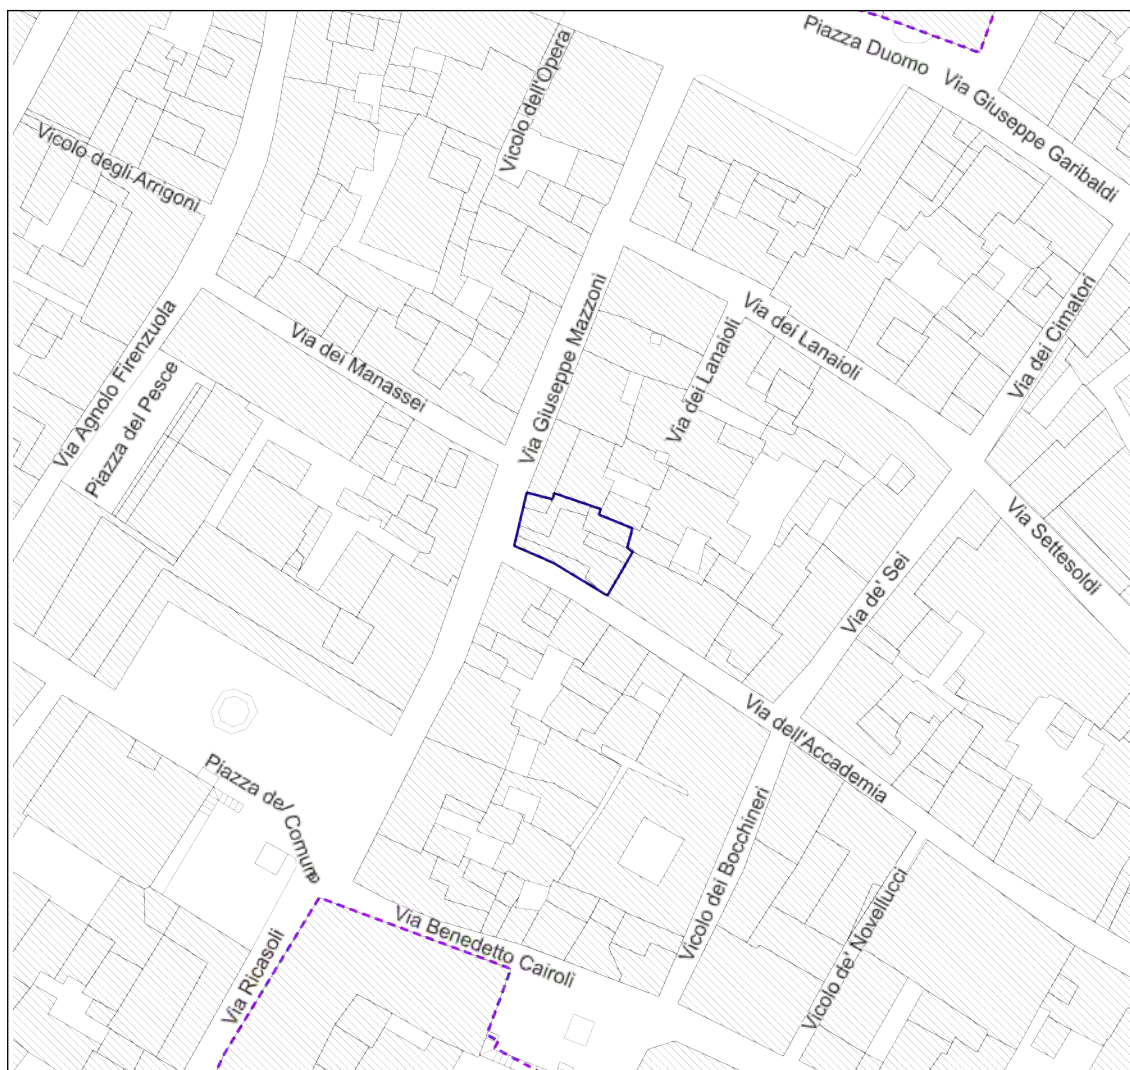 Piazza Duomo
Via Giuseppe Garibaldi
Vicolo dell'Opera
Vicolo degli Arrigoni
Via Giuseppe Mazzoni
Via dei Cimatori
Via dei Lanaioli
Via dei Lanaioli
Via Agnolo Firenzuola
Via dei Manassei
Piazza del Pesce
Via Settesoldi
Via de' Sei
Via dell'Accademia
Piazza del Comune
Vicolo dei Bocchineri
Vicolo de' Novellucci
Via Benedetto Cairoli
Via Ricasoli